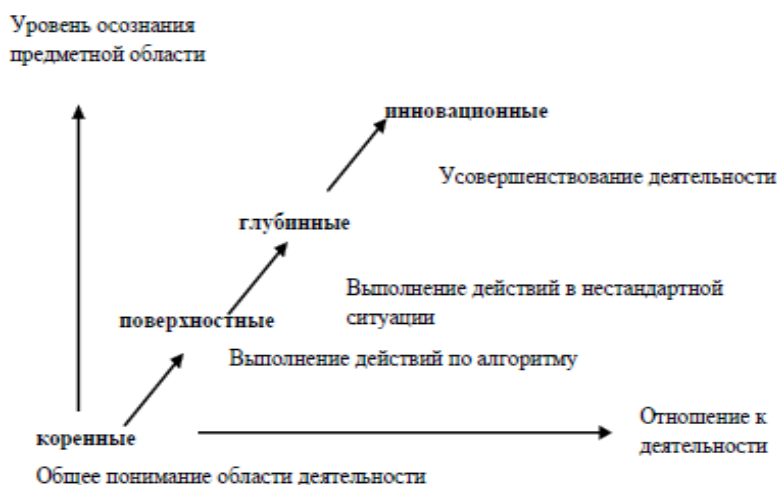 Уровень осознания
предметной области
инновационные
Усовершенствование деятельности
глубинные
Выполнение действий в нестандартной
ситуации
поверхностные
Выполнение действий по алгоритму
Отношение к
деятельности
коренные
Общее понимание области деятельности